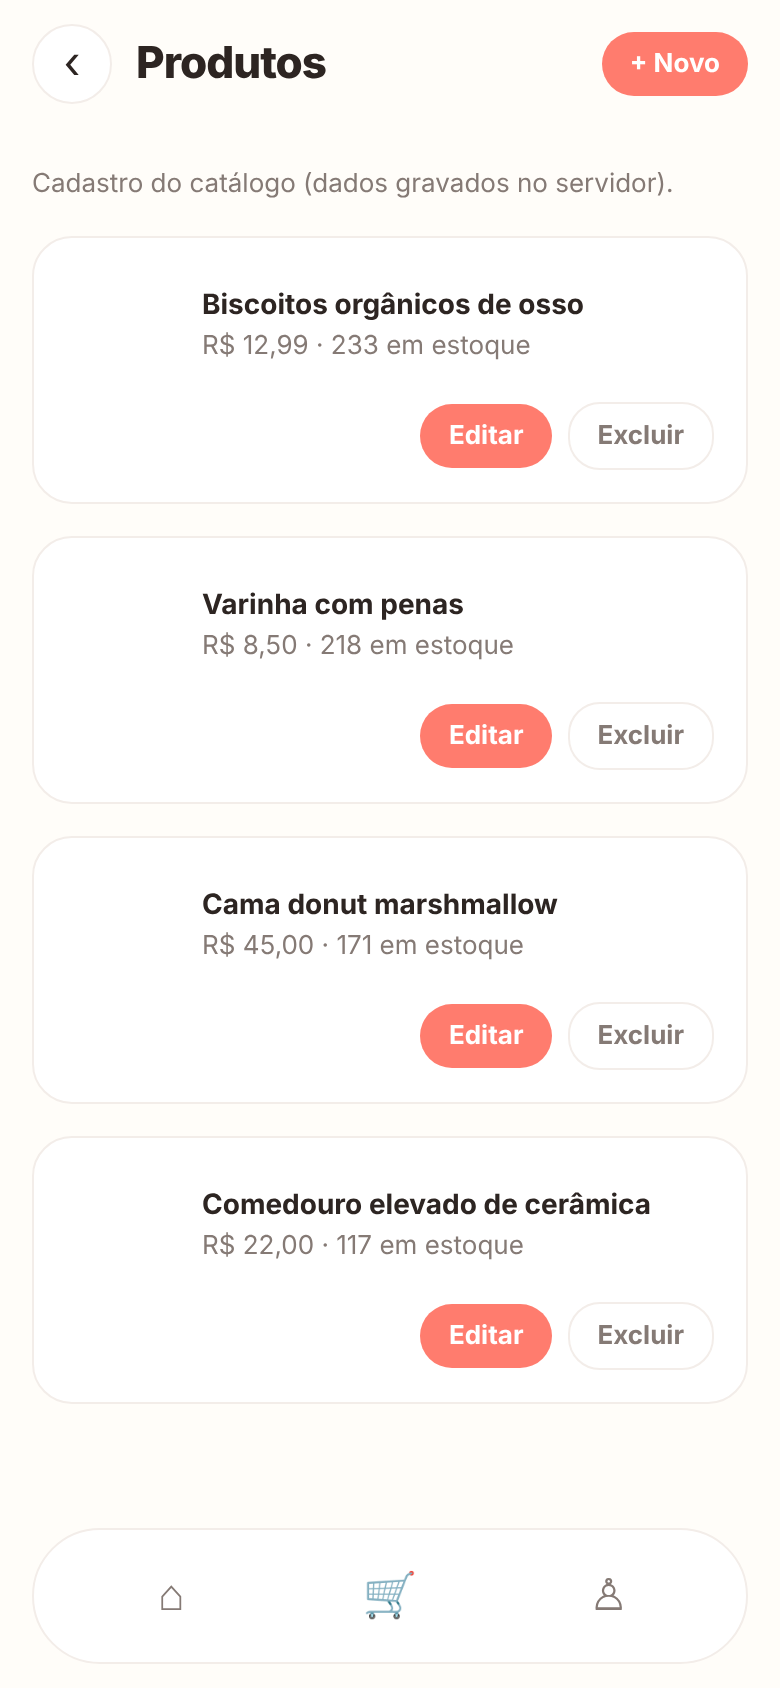 ‹ Produtos + Novo
Cadastro do catálogo (dados gravados no servidor).
Biscoitos orgânicos de osso
R$ 12,99 · 233 em estoque
Editar Excluir
Varinha com penas
R$ 8,50 · 218 em estoque
Editar Excluir
Cama donut marshmallow
R$ 45,00 · 171 em estoque
Editar Excluir
Comedouro elevado de cerâmica
R$ 22,00 · 117 em estoque
Editar Excluir